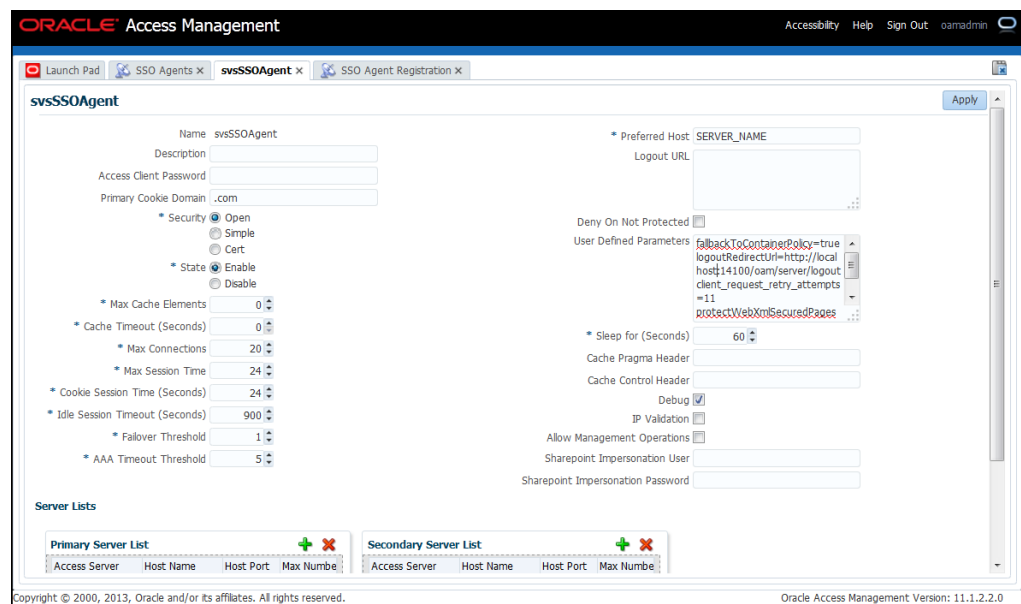 ORACLE Access Management
Accessibility Help Sign Out oamadmin
Launch Pad SSO Agents × svsSSOAgent × SSO Agent Registration ×
svsSSOAgent
Apply
Name svsSSOAgent
Description
Access Client Password
Primary Cookie Domain .com
* Security Open
Simple
Cert
* State Enable
Disable
* Max Cache Elements 0
* Cache Timeout (Seconds) 0
* Max Connections 20
* Max Session Time 24
* Cookie Session Time (Seconds) 24
* Idle Session Timeout (Seconds) 900
* Failover Threshold 1
* AAA Timeout Threshold 5
* Preferred Host SERVER_NAME
Logout URL
Deny On Not Protected
User Defined Parameters fallbackToContainerPolicy=true
logoutRedirectUrl=http://local
host:14100/oam/server/logout
client_request_retry_attempts
=11
protectWebXmlSecuredPages
* Sleep for (Seconds) 60
Cache Pragma Header
Cache Control Header
Debug
IP Validation
Allow Management Operations
Sharepoint Impersonation User
Sharepoint Impersonation Password
Server Lists
Primary Server List
Access Server Host Name Host Port Max Numbe
Secondary Server List
Access Server Host Name Host Port Max Numbe
Copyright © 2000, 2013, Oracle and/or its affiliates. All rights reserved.
Oracle Access Management Version: 11.1.2.2.0